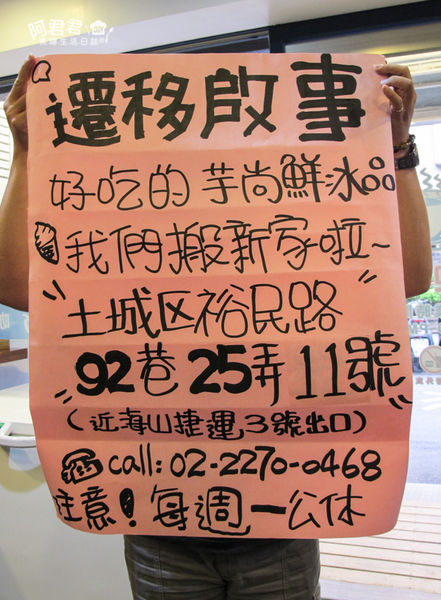 阿君君
遷移啟事
好吃的芋尚鮮冰品
我們搬新家啦~
"土城区裕民路
92巷25弄11號"
(近海山捷運3號出口)
call:02-2270-0468
注意!每週一公休